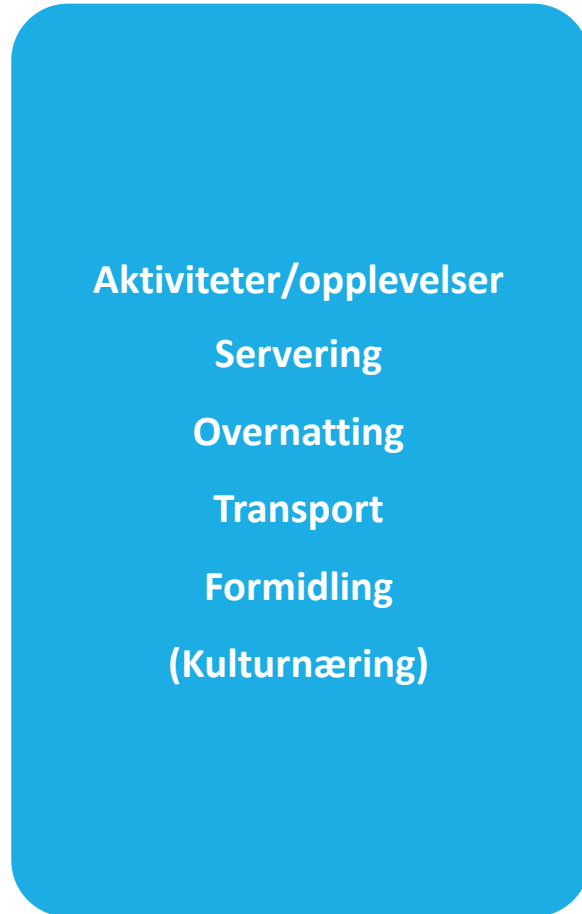 Aktiviteter/opplevelser
Servering
Overnatting
Transport
Formidling
(Kulturnæring)